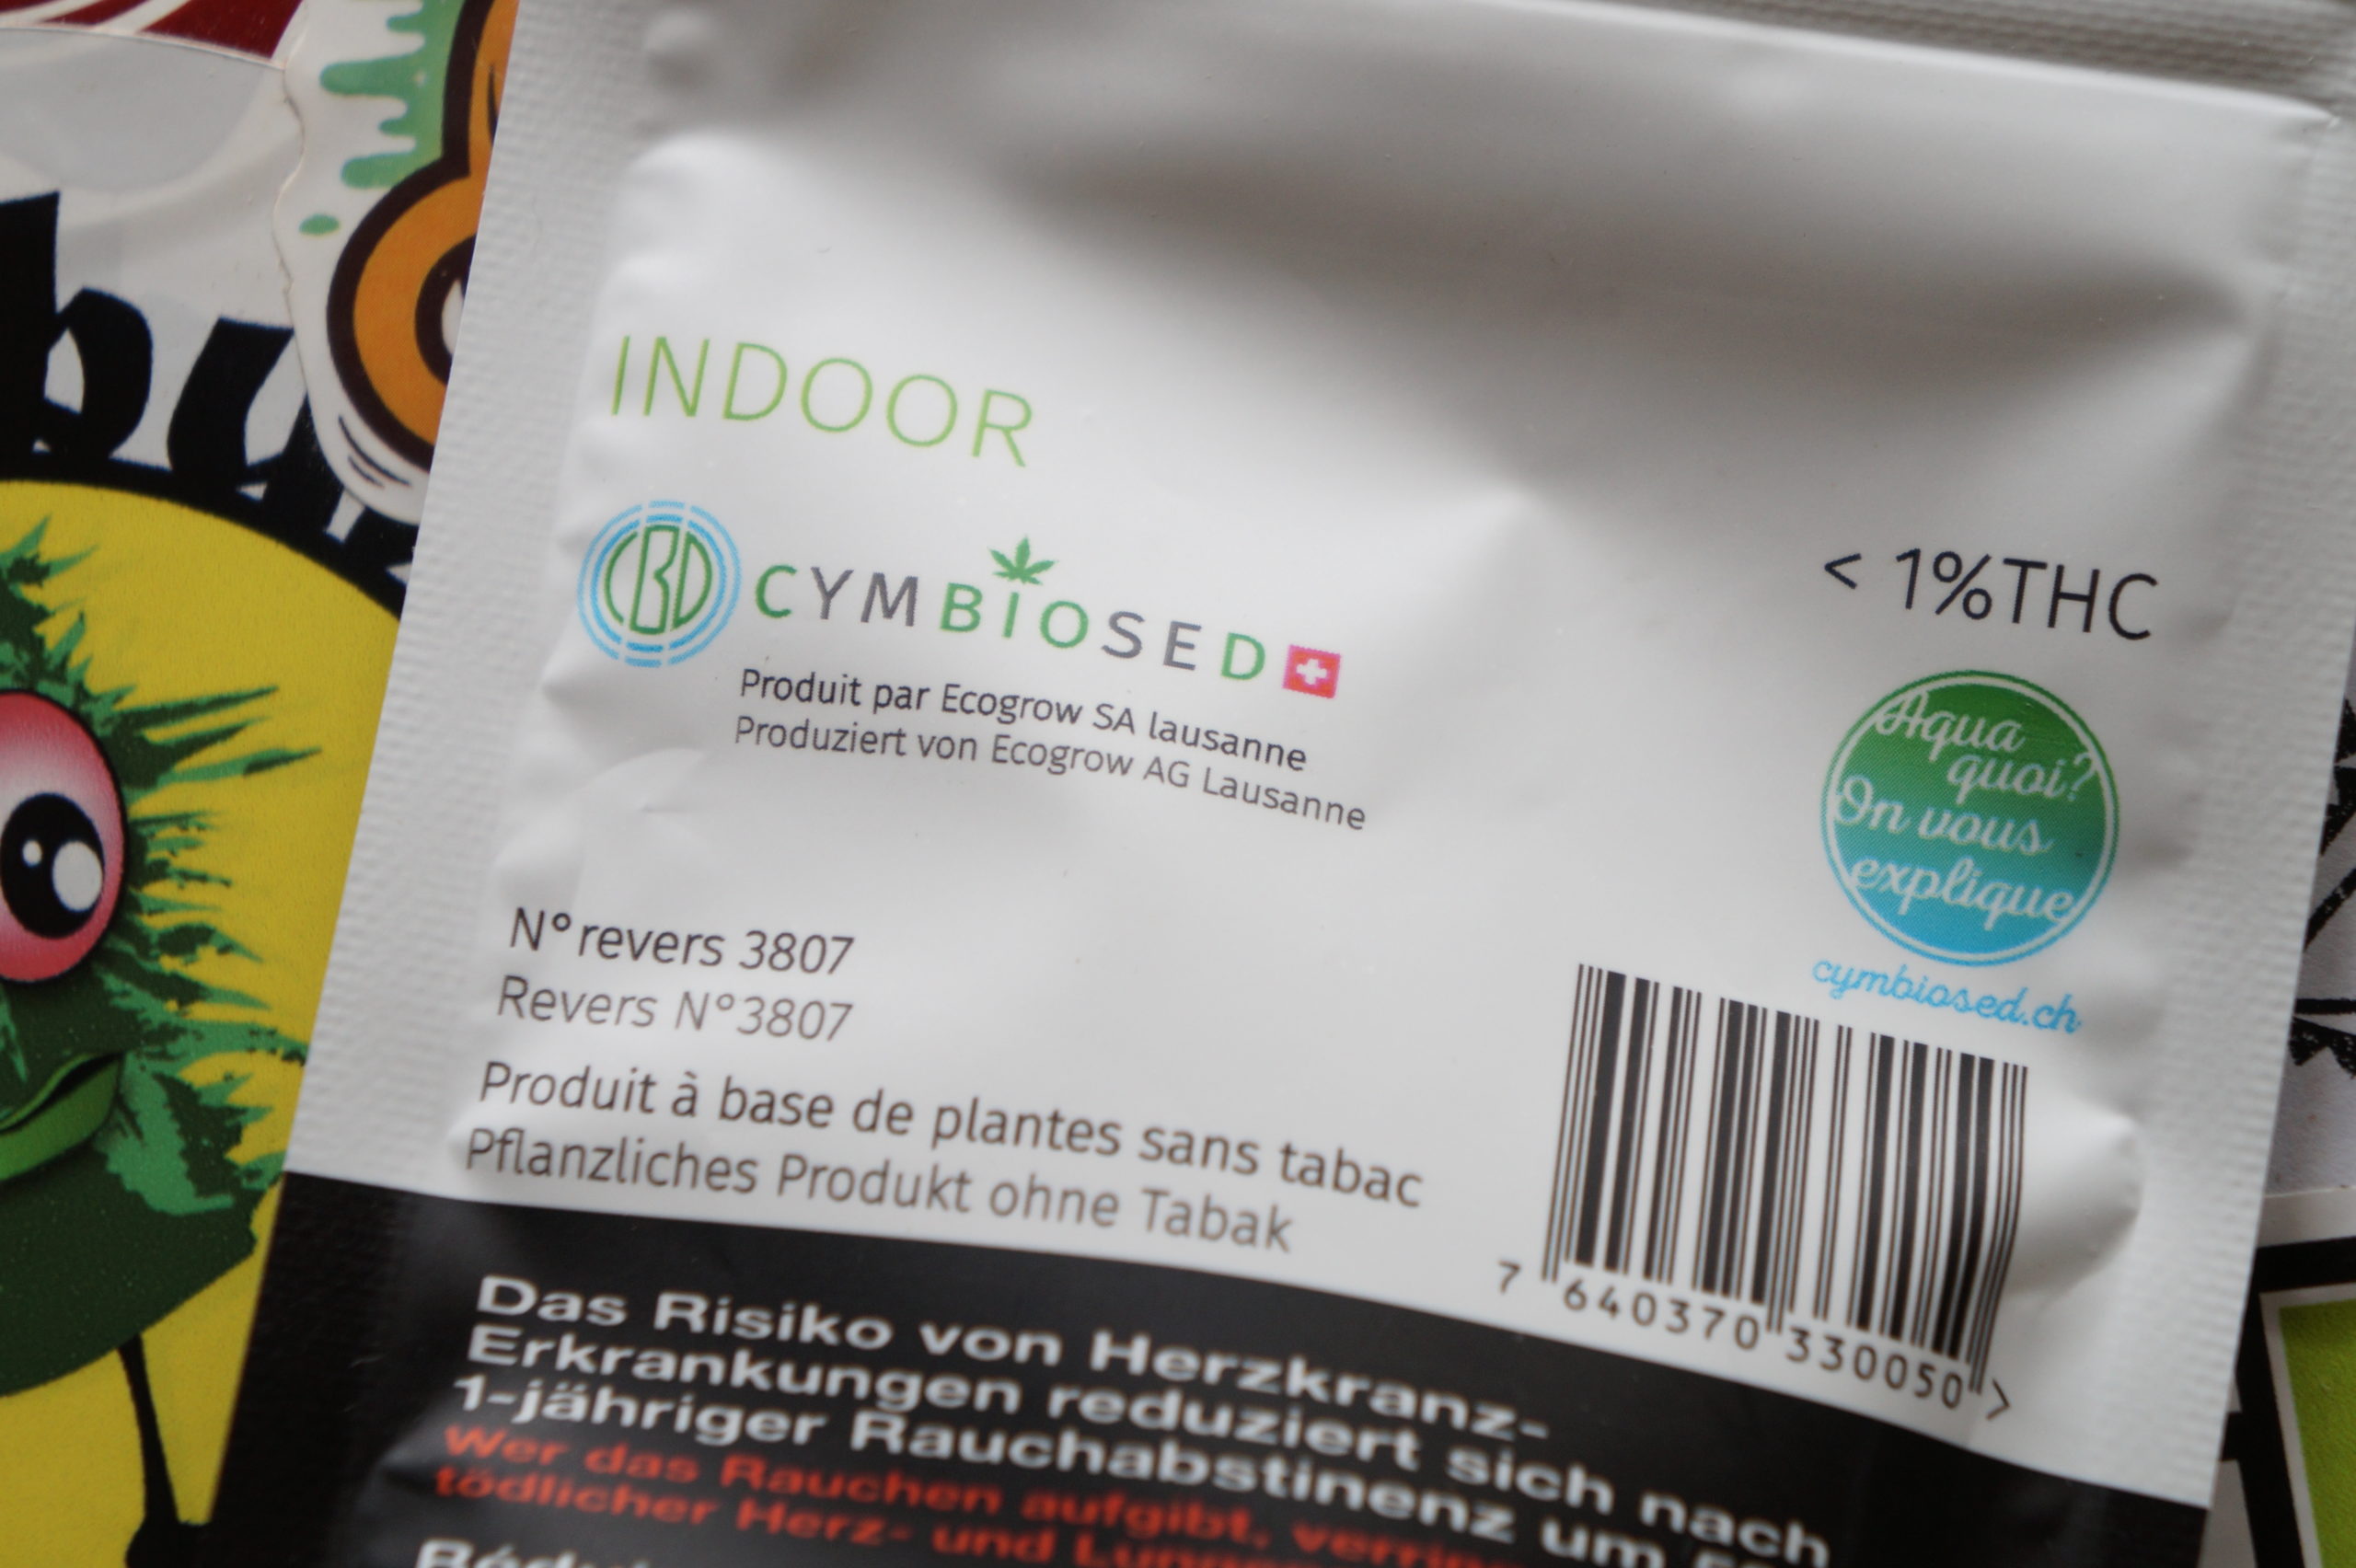 INDOOR
CBD CYMBIOSED
Produit par Ecogrow SA lausanne
Produziert von Ecogrow AG Lausanne
< 1%THC
Aqua
quoi?
On vous
explique
cymbiosed.ch
N° revers 3807
Revers N°3807
Produit à base de plantes sans tabac
Pflanzliches Produkt ohne Tabak
7 640370 330050 >
Das Risiko von Herzkranz-
Erkrankungen reduziert sich nach
1-jähriger Rauchabstinenz um
Wer das Rauchen aufgibt,
tödlicher Herz- und